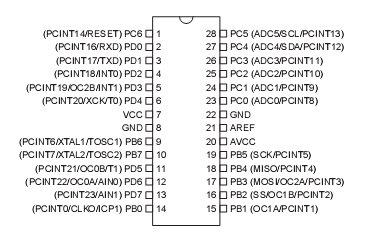 (PCINT14/RESET) PC6 1 28 PC5 (ADC5/SCL/PCINT13)
(PCINT16/RXD) PD0 2 27 PC4 (ADC4/SDA/PCINT12)
(PCINT17/TXD) PD1 3 26 PC3 (ADC3/PCINT11)
(PCINT18/INT0) PD2 4 25 PC2 (ADC2/PCINT10)
(PCINT19/OC2B/INT1) PD3 5 24 PC1 (ADC1/PCINT9)
(PCINT20/XCK/T0) PD4 6 23 PC0 (ADC0/PCINT8)
VCC 7 22 GND
GND 8 21 AREF
(PCINT6/XTAL1/TOSC1) PB6 9 20 AVCC
(PCINT7/XTAL2/TOSC2) PB7 10 19 PB5 (SCK/PCINT5)
(PCINT21/OC0B/T1) PD5 11 18 PB4 (MISO/PCINT4)
(PCINT22/OC0A/AIN0) PD6 12 17 PB3 (MOSI/OC2A/PCINT3)
(PCINT23/AIN1) PD7 13 16 PB2 (SS/OC1B/PCINT2)
(PCINT0/CLKO/ICP1) PB0 14 15 PB1 (OC1A/PCINT1)